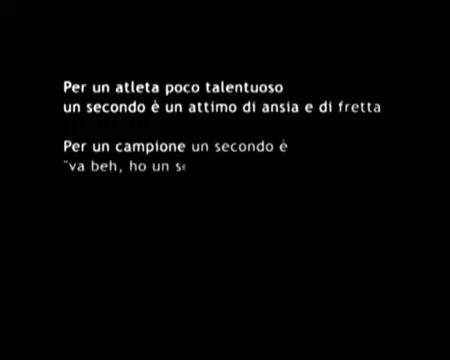 Per un atleta poco talentuoso
un secondo è un attimo di ansia e di fretta
Per un campione un secondo è
"va beh, ho un se